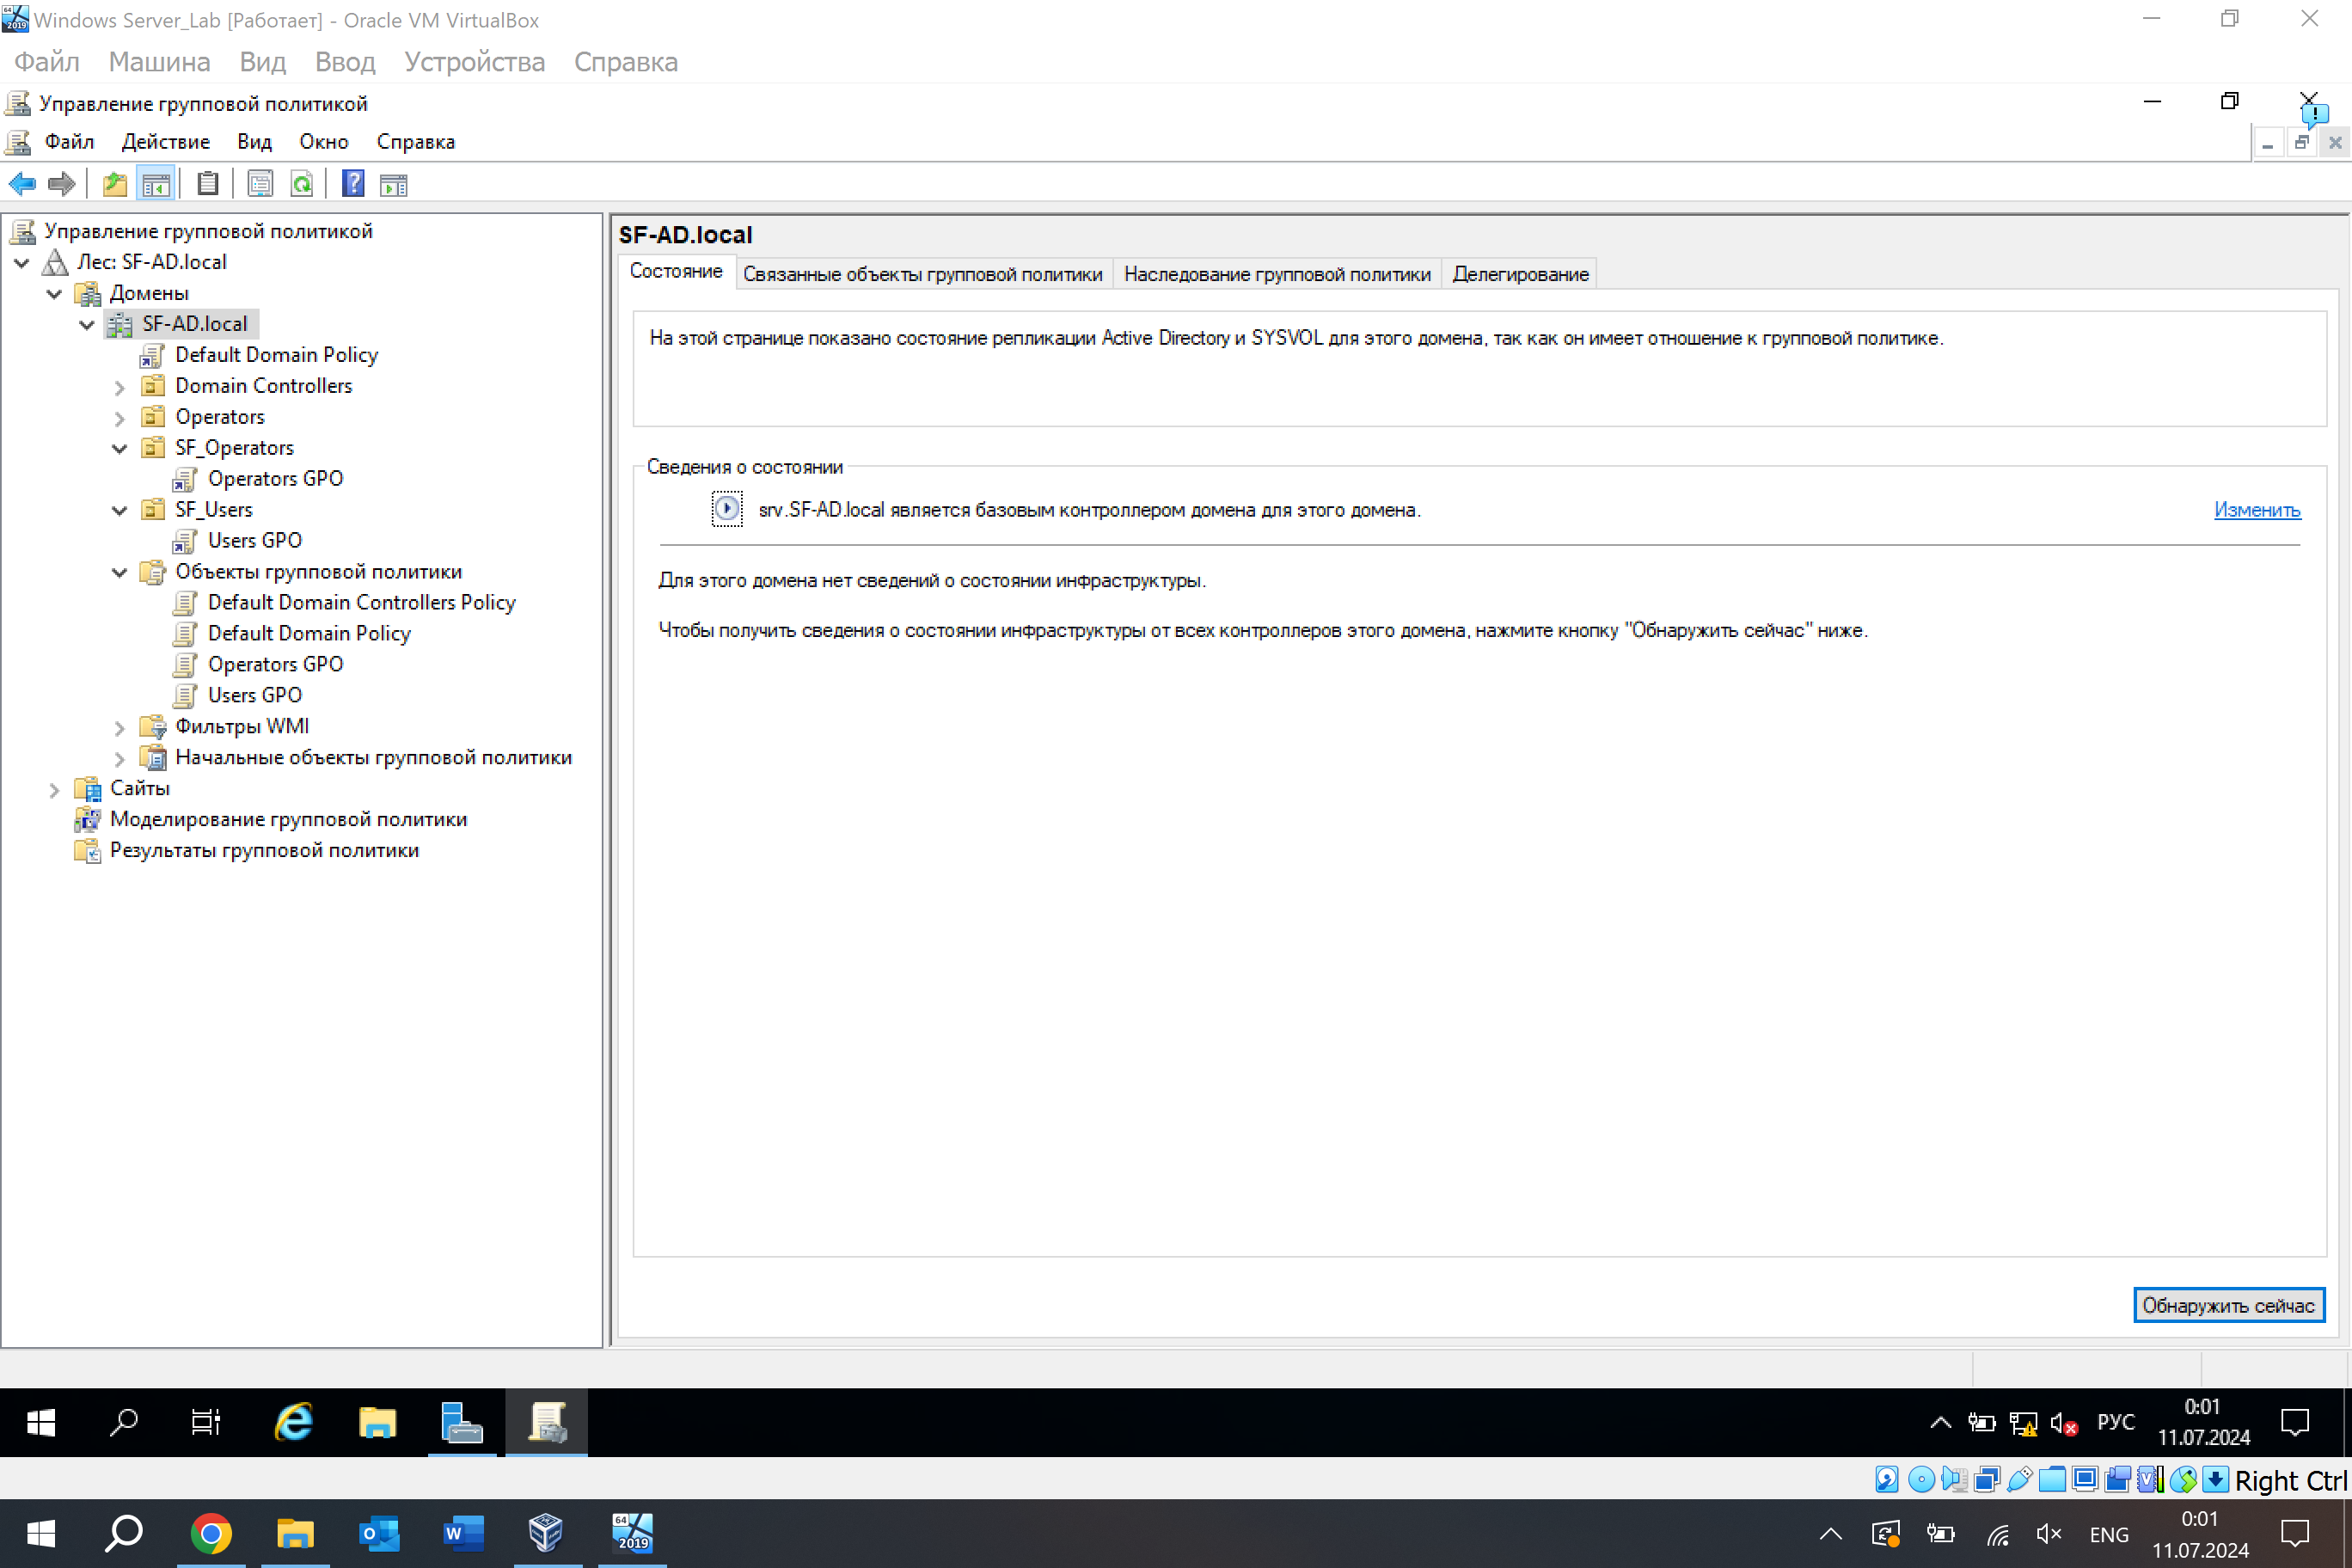 Windows Server_Lab [Работает] - Oracle VM VirtualBox
Файл Машина Вид Ввод Устройства Справка
Управление групповой политикой
Файл Действие Вид Окно Справка
Управление групповой политикой
Лес: SF-AD.local
Домены
SF-AD.local
Default Domain Policy
Domain Controllers
Operators
SF_Operators
Operators GPO
SF_Users
Users GPO
Объекты групповой политики
Default Domain Controllers Policy
Default Domain Policy
Operators GPO
Users GPO
Фильтры WMI
Начальные объекты групповой политики
Сайты
Моделирование групповой политики
Результаты групповой политики
SF-AD.local
Состояние Связанные объекты групповой политики Наследование групповой политики Делегирование
На этой странице показано состояние репликации Active Directory и SYSVOL для этого домена, так как он имеет отношение к групповой политике.
Сведения о состоянии
srv.SF-AD.local является базовым контроллером домена для этого домена. Изменить
Для этого домена нет сведений о состоянии инфраструктуры.
Чтобы получить сведения о состоянии инфраструктуры от всех контроллеров этого домена, нажмите кнопку "Обнаружить сейчас" ниже.
Обнаружить сейчас
РУС
0:01
11.07.2024
Right Ctrl
64
2019
ENG
0:01
11.07.2024